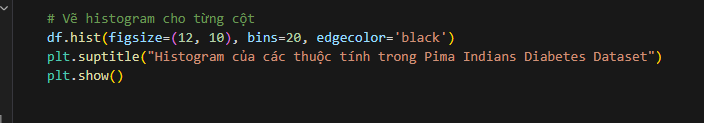 # Vẽ histogram cho từng cột
df.hist(figsize=(12, 10), bins=20, edgecolor='black')
plt.suptitle("Histogram của các thuộc tính trong Pima Indians Diabetes Dataset")
plt.show()